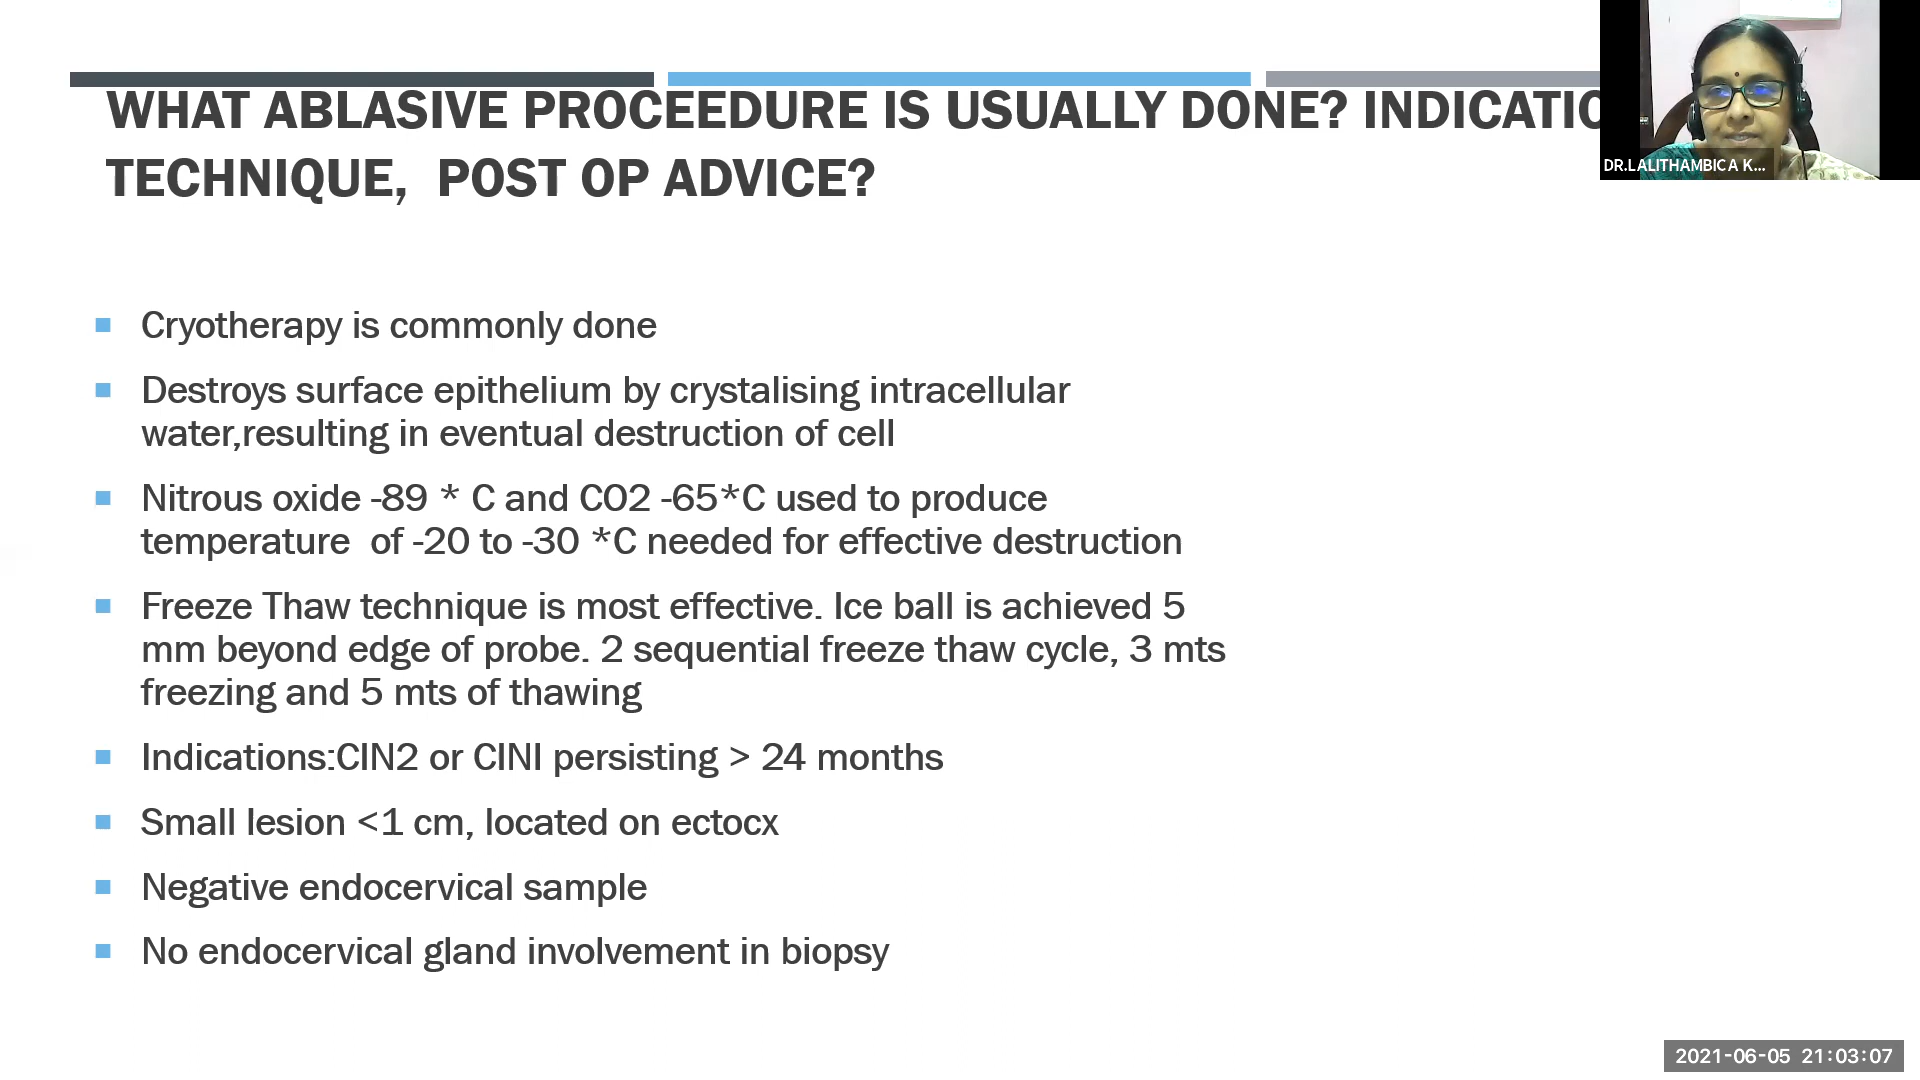 WHAT ABLASIVE PROCEEDURE IS USUALLY DONE?
TECHNIQUE,  POST OP ADVICE?
Cryotherapy is commonly done
Destroys surface epithelium by crystalising intracellular
water,resulting in eventual destruction of cell
Nitrous oxide -89 * C and CO2 -65*C used to produce
temperature  of -20 to -30 *C needed for effective destruction
Freeze Thaw technique is most effective. Ice ball is achieved 5
mm beyond edge of probe. 2 sequential freeze thaw cycle, 3 mts
freezing and 5 mts of thawing
Indications:CIN2 or CINI persisting > 24 months
Small lesion <1 cm, located on ectocx
Negative endocervical sample
No endocervical gland involvement in biopsy
DR.LALITHAMBICA K...
2021-06-05 21:03:07